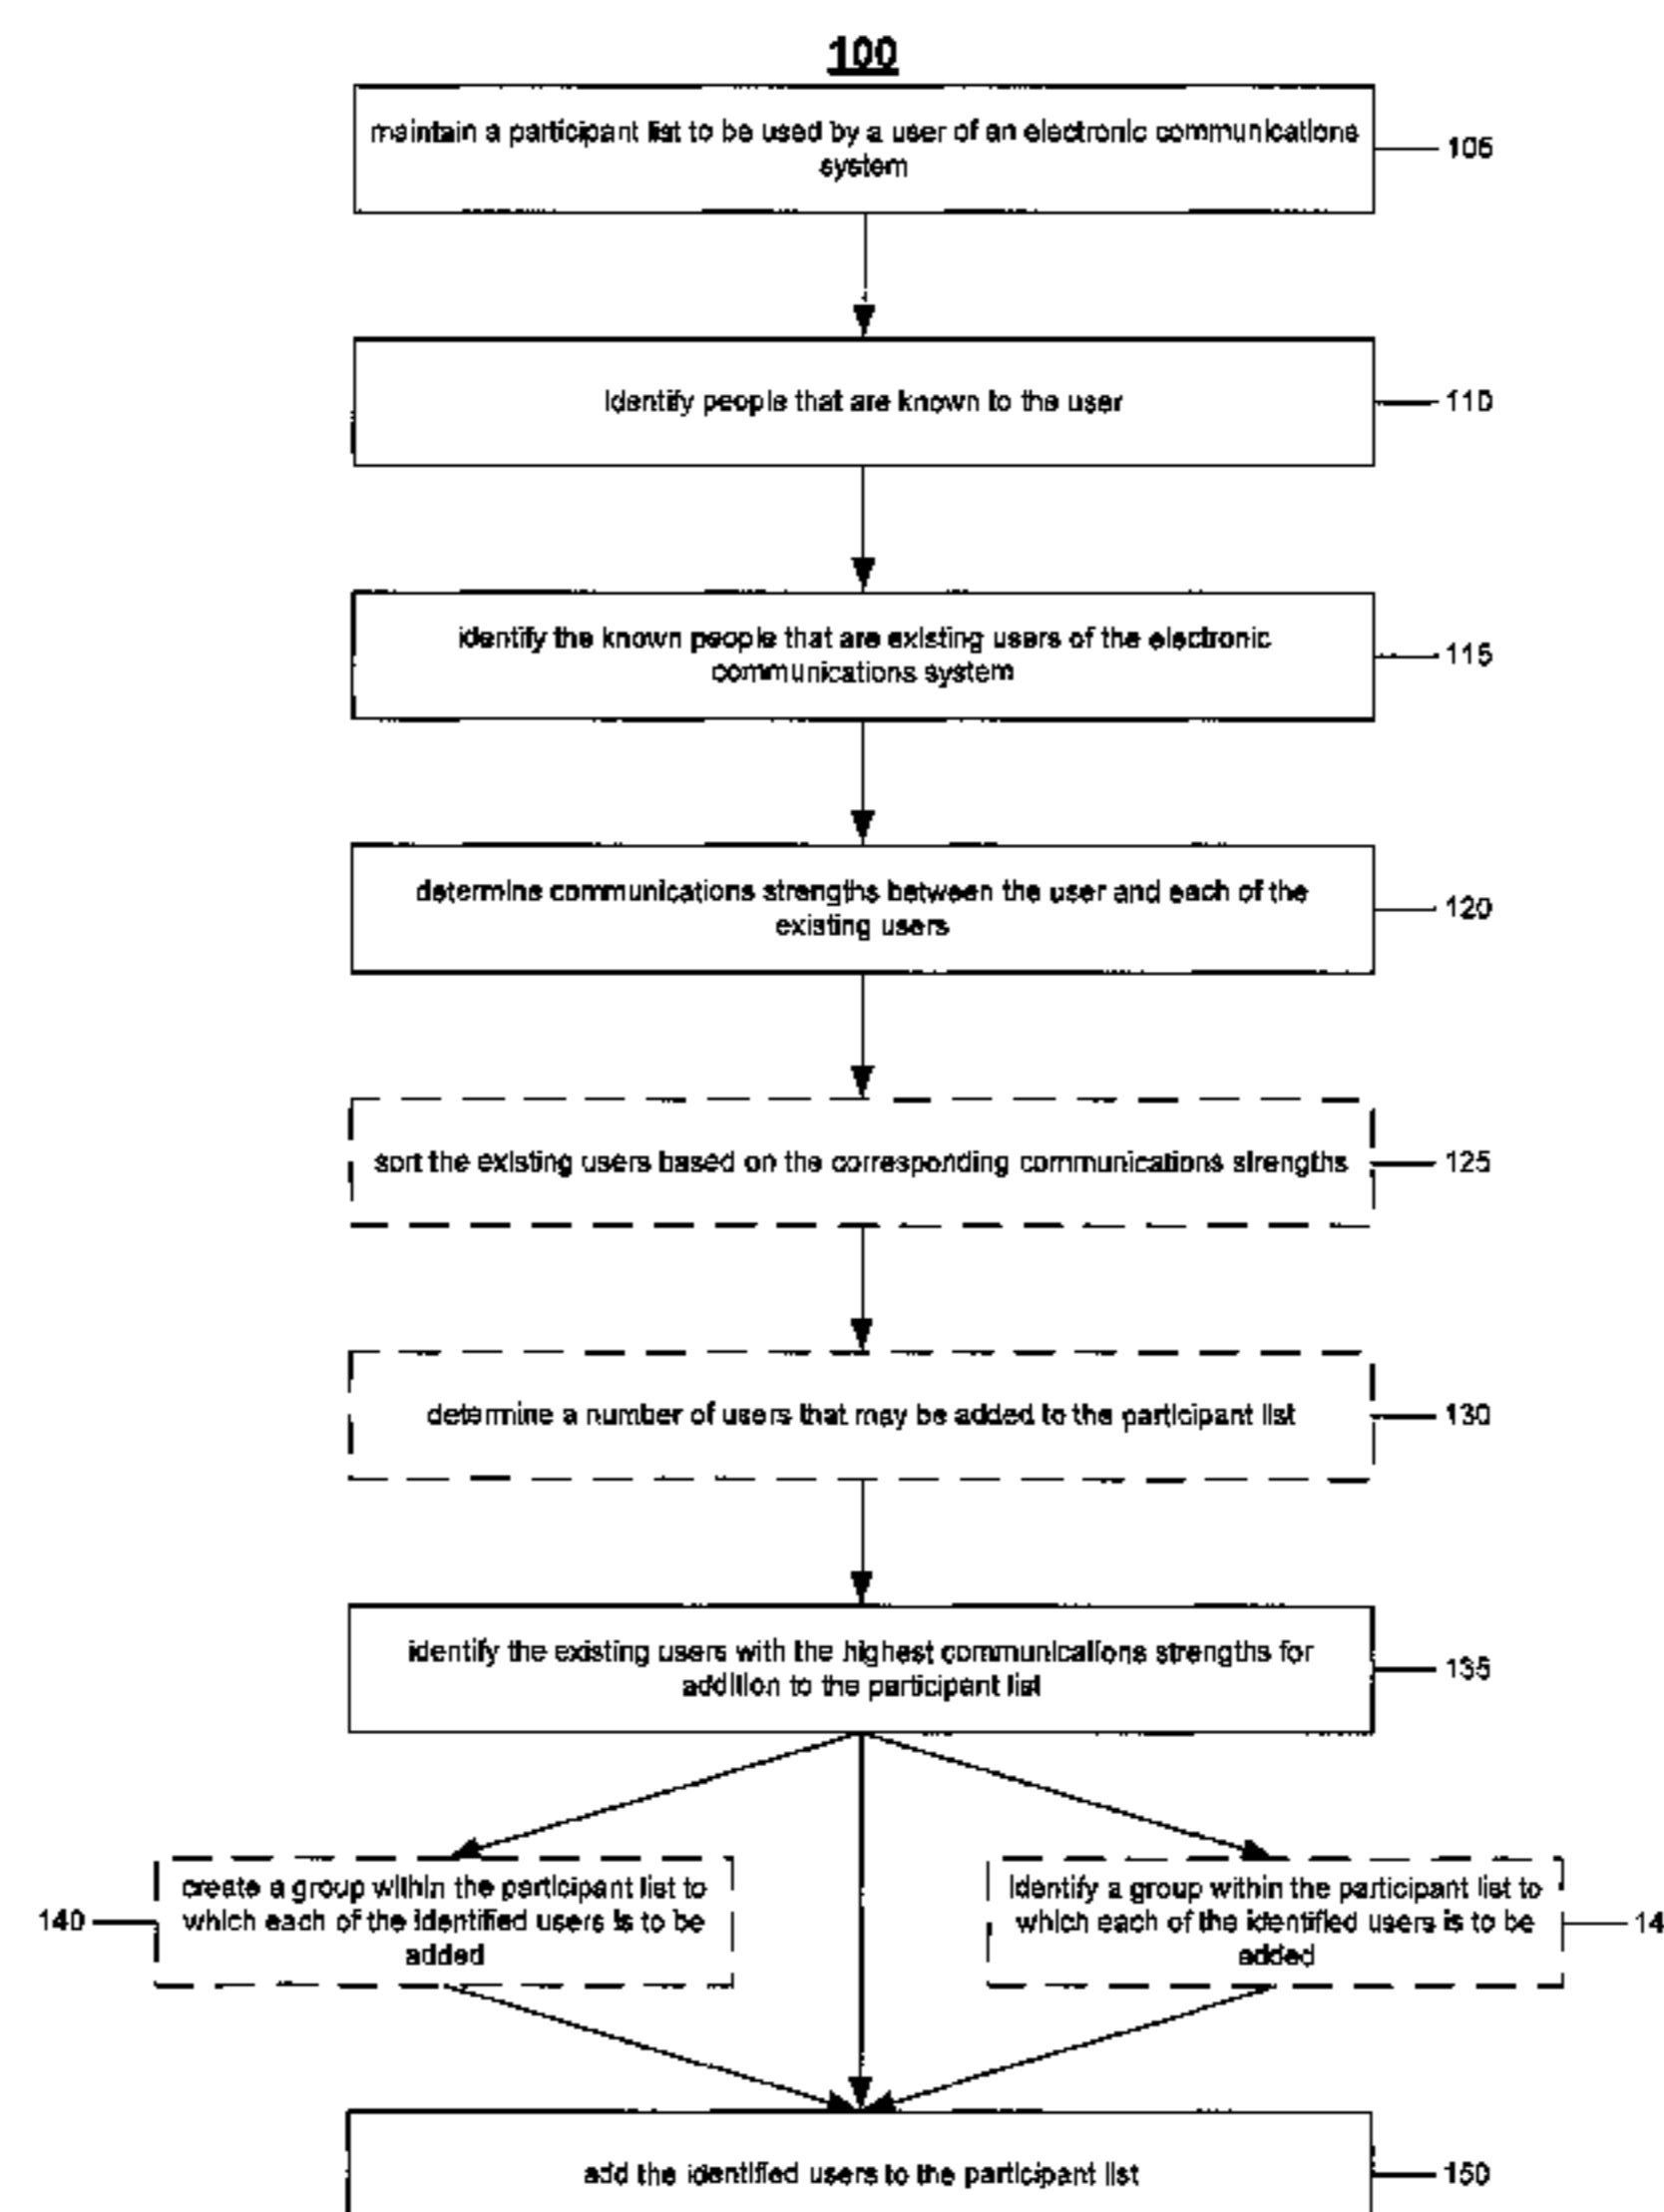 100
maintain a participant list to be used by a user of an electronic communications
system
105
Identify people that are known to the user
110
identify the known people that are existing users of the electronic
communications system
115
determine communications strengths between the user and each of the
existing users
120
sort the existing users based on the corresponding communications strengths
125
determine a number of users that may be added to the participant list
130
identify the existing users with the highest communications strengths for
addition to the participant list
135
create a group within the participant list to
which each of the identified users is to be
added
140
Identify a group within the participant list to
which each of the identified users is to be
added
14
add the identified users to the participant list
150